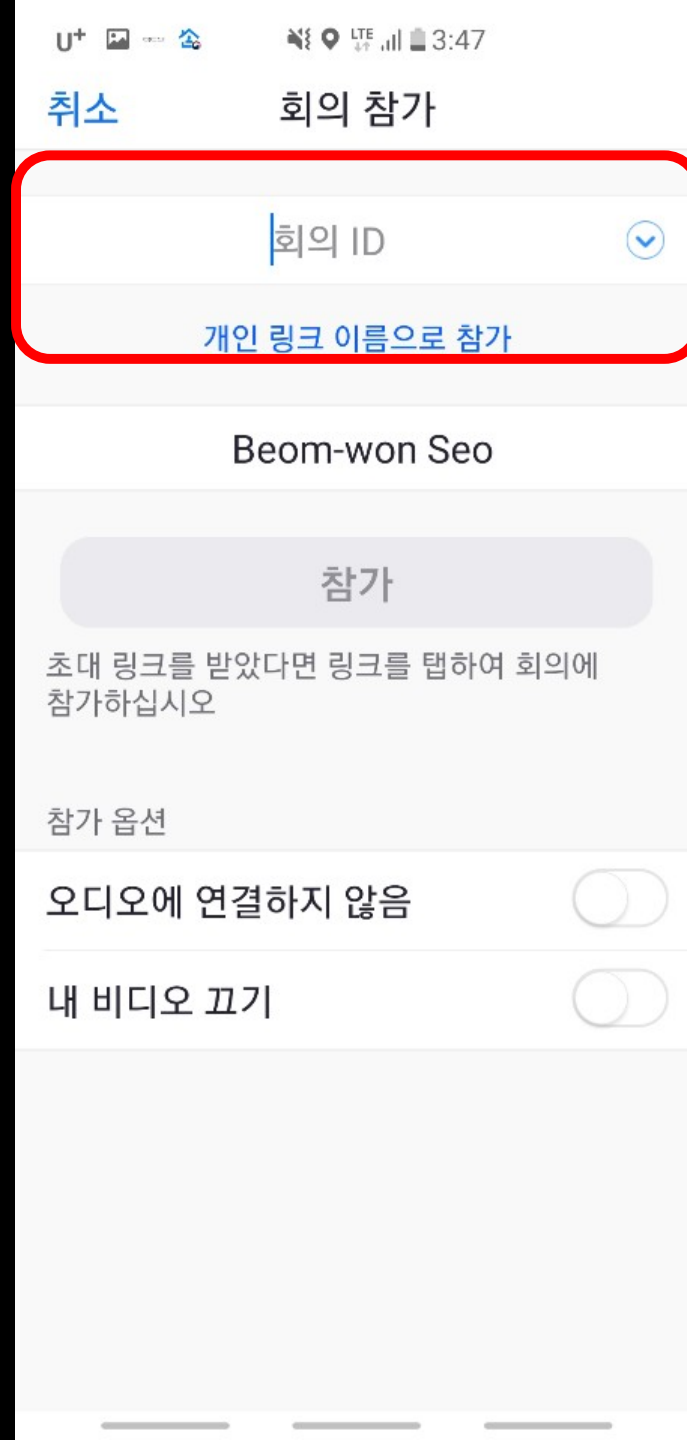 U+ LTE 3:47
취소 회의 참가
회의 ID
개인 링크 이름으로 참가
Beom-won Seo
참가
초대 링크를 받았다면 링크를 탭하여 회의에
참가하십시오
참가 옵션
오디오에 연결하지 않음
내 비디오 끄기